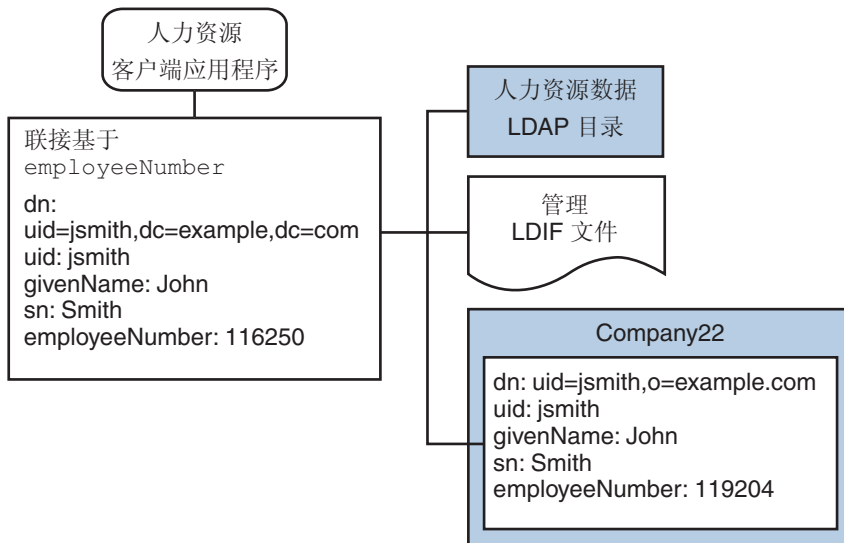 人力资源
客户端应用程序
联接基于
employeeNumber
dn:
uid=jsmith,dc=example,dc=com
uid: jsmith
givenName: John
sn: Smith
employeeNumber: 116250
人力资源数据
LDAP 目录
管理
LDIF 文件
Company22
dn: uid=jsmith,o=example.com
uid: jsmith
givenName: John
sn: Smith
employeeNumber: 119204